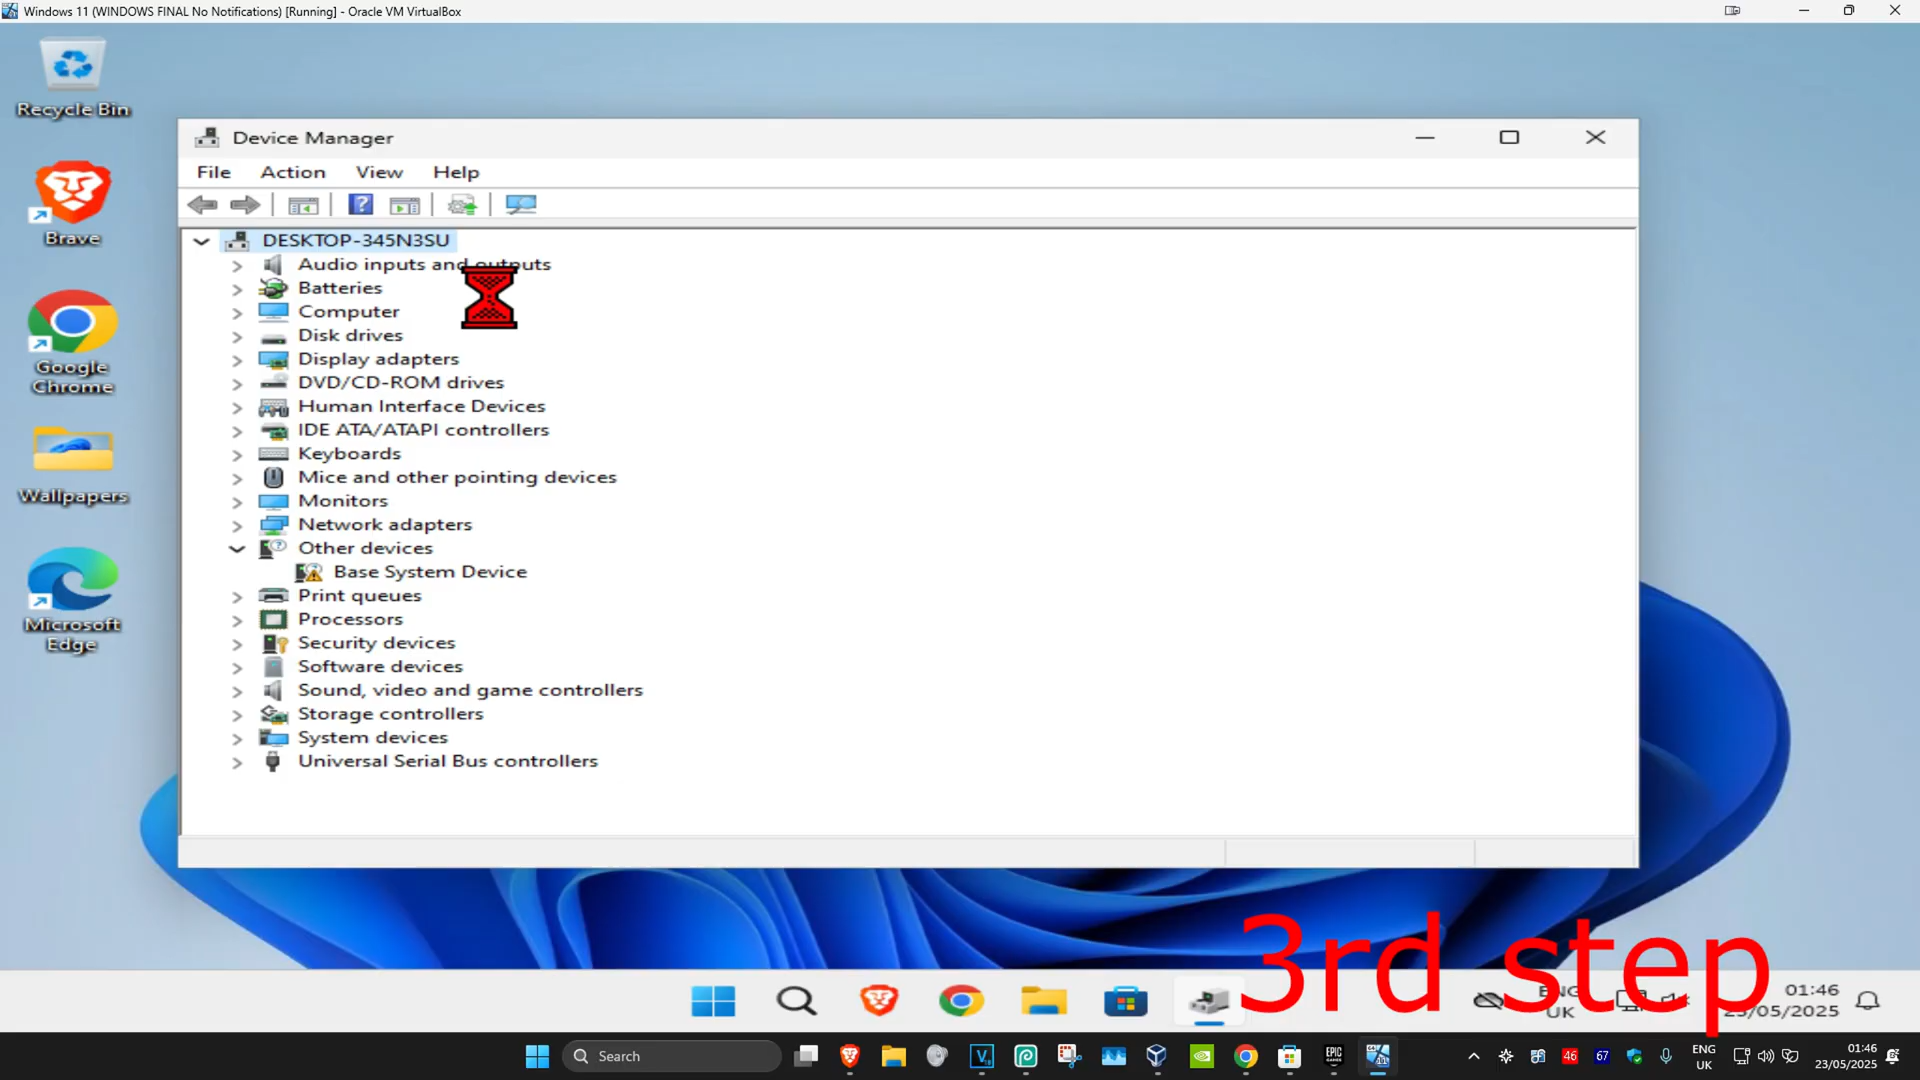 Windows 11 (WINDOWS FINAL No Notifications) [Running] - Oracle VM VirtualBox
Recycle Bin
Brave
Google
Chrome
Wallpapers
Microsoft
Edge
Device Manager
File Action View Help
DESKTOP-345N3SU
Audio inputs and outputs
Batteries
Computer
Disk drives
Display adapters
DVD/CD-ROM drives
Human Interface Devices
IDE ATA/ATAPI controllers
Keyboards
Mice and other pointing devices
Monitors
Network adapters
Other devices
Base System Device
Print queues
Processors
Security devices
Software devices
Sound, video and game controllers
Storage controllers
System devices
Universal Serial Bus controllers
3rd step
ENG
UK
01:46
23/05/2025
Search
EPIC
GAMES
46
67
ENG
UK
01:46
23/05/2025